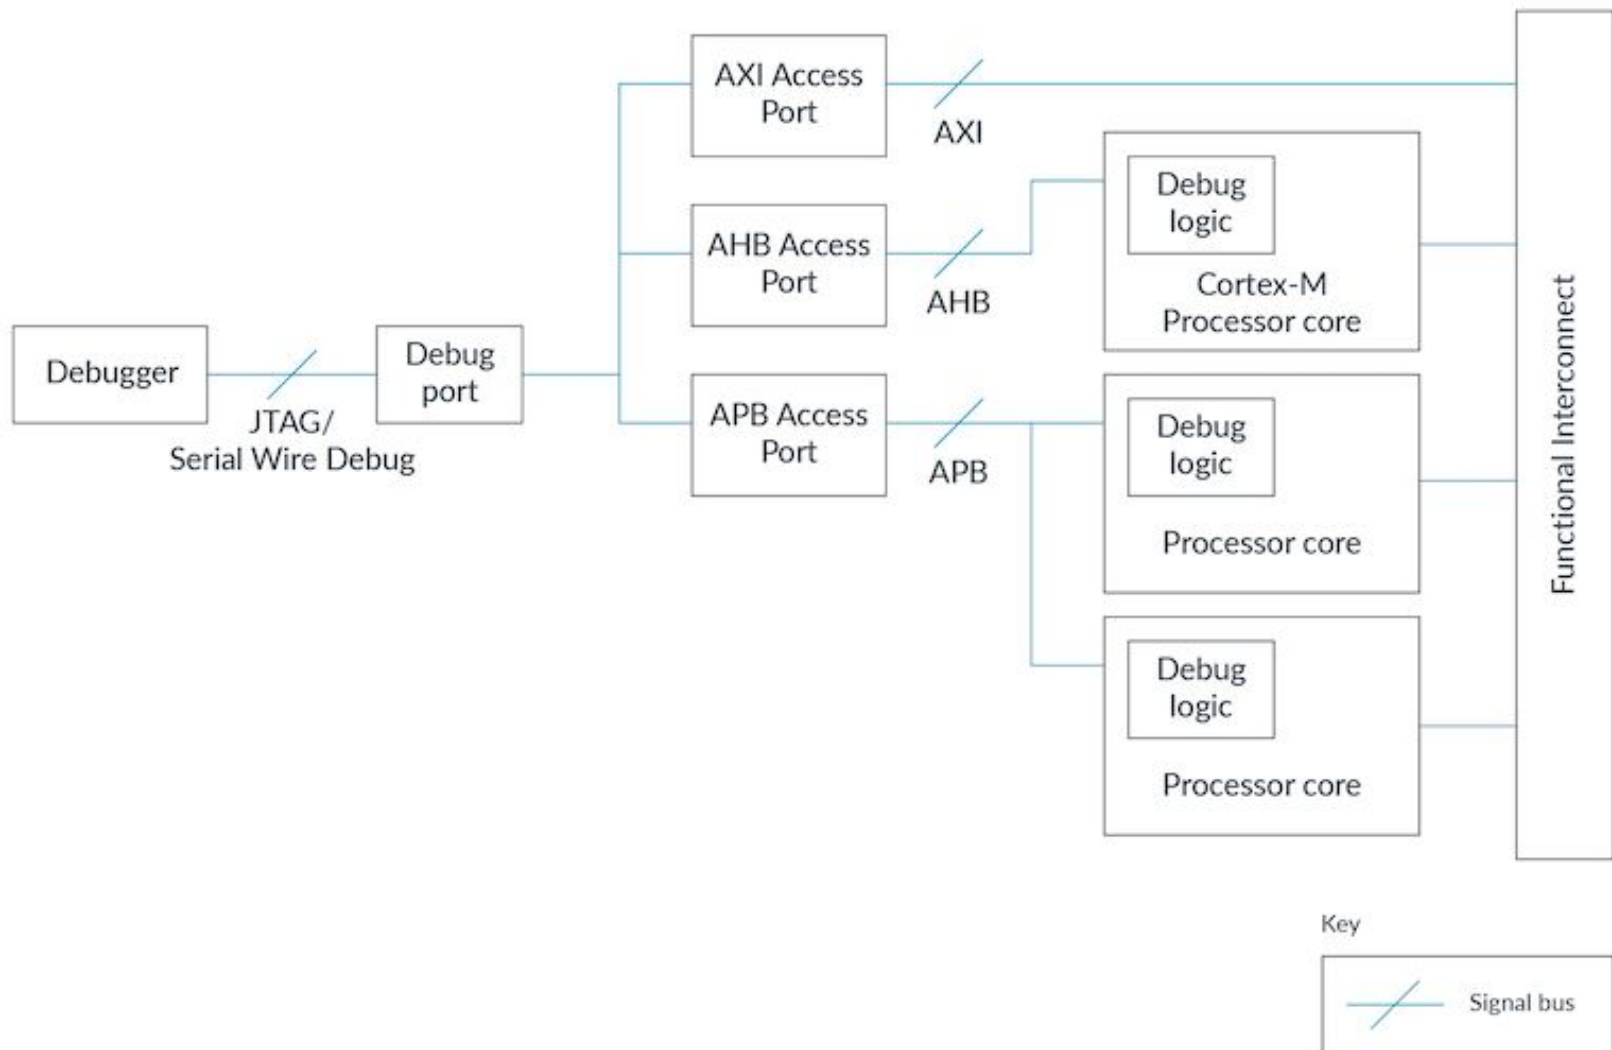 AXI Access
Port
AXI
Debug
logic
AHB Access
Port
AHB
Cortex-M
Processor core
Debugger
JTAG/
Serial Wire Debug
Debug
port
APB Access
Port
APB
Debug
logic
Processor core
Debug
logic
Processor core
Functional Interconnect
Key
Signal bus